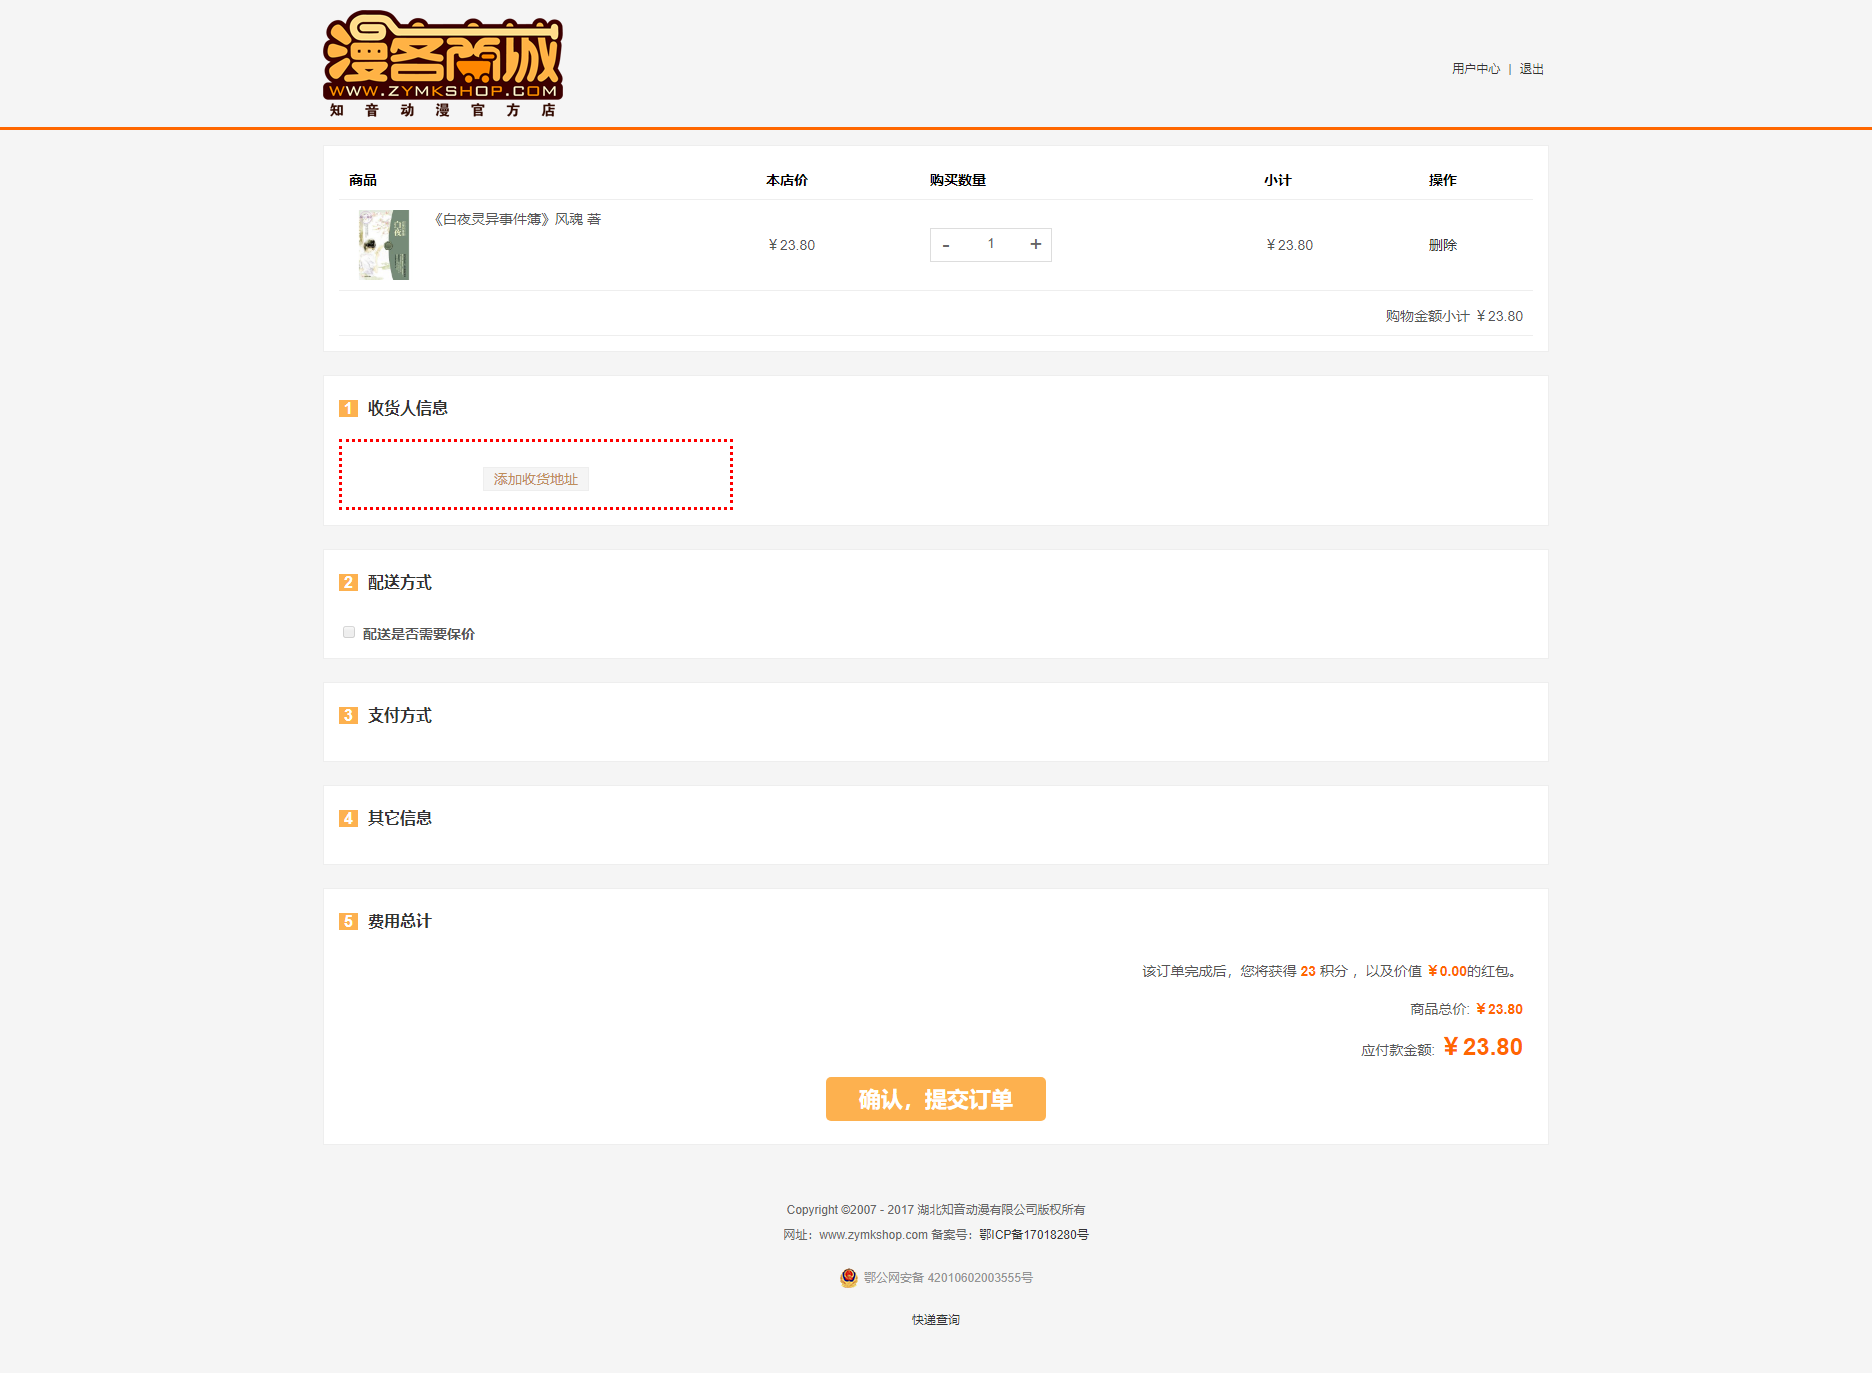 漫客商城
WWW.ZYMKSHOP.COM
知音动漫官方店
用户中心 | 退出
商品 本店价 购买数量 小计 操作
《白夜灵异事件簿》风魂 著
￥23.80 - 1 + ￥23.80 删除
购物金额小计 ￥23.80
1 收货人信息
添加收货地址
2 配送方式
配送是否需要保价
3 支付方式
4 其它信息
5 费用总计
该订单完成后，您将获得 23 积分 ，以及价值 ￥0.00的红包。
商品总价: ￥23.80
应付款金额: ￥23.80
确认，提交订单
Copyright ©2007 - 2017 湖北知音动漫有限公司版权所有
网址：www.zymkshop.com 备案号：鄂ICP备17018280号
鄂公网安备 42010602003555号
快递查询